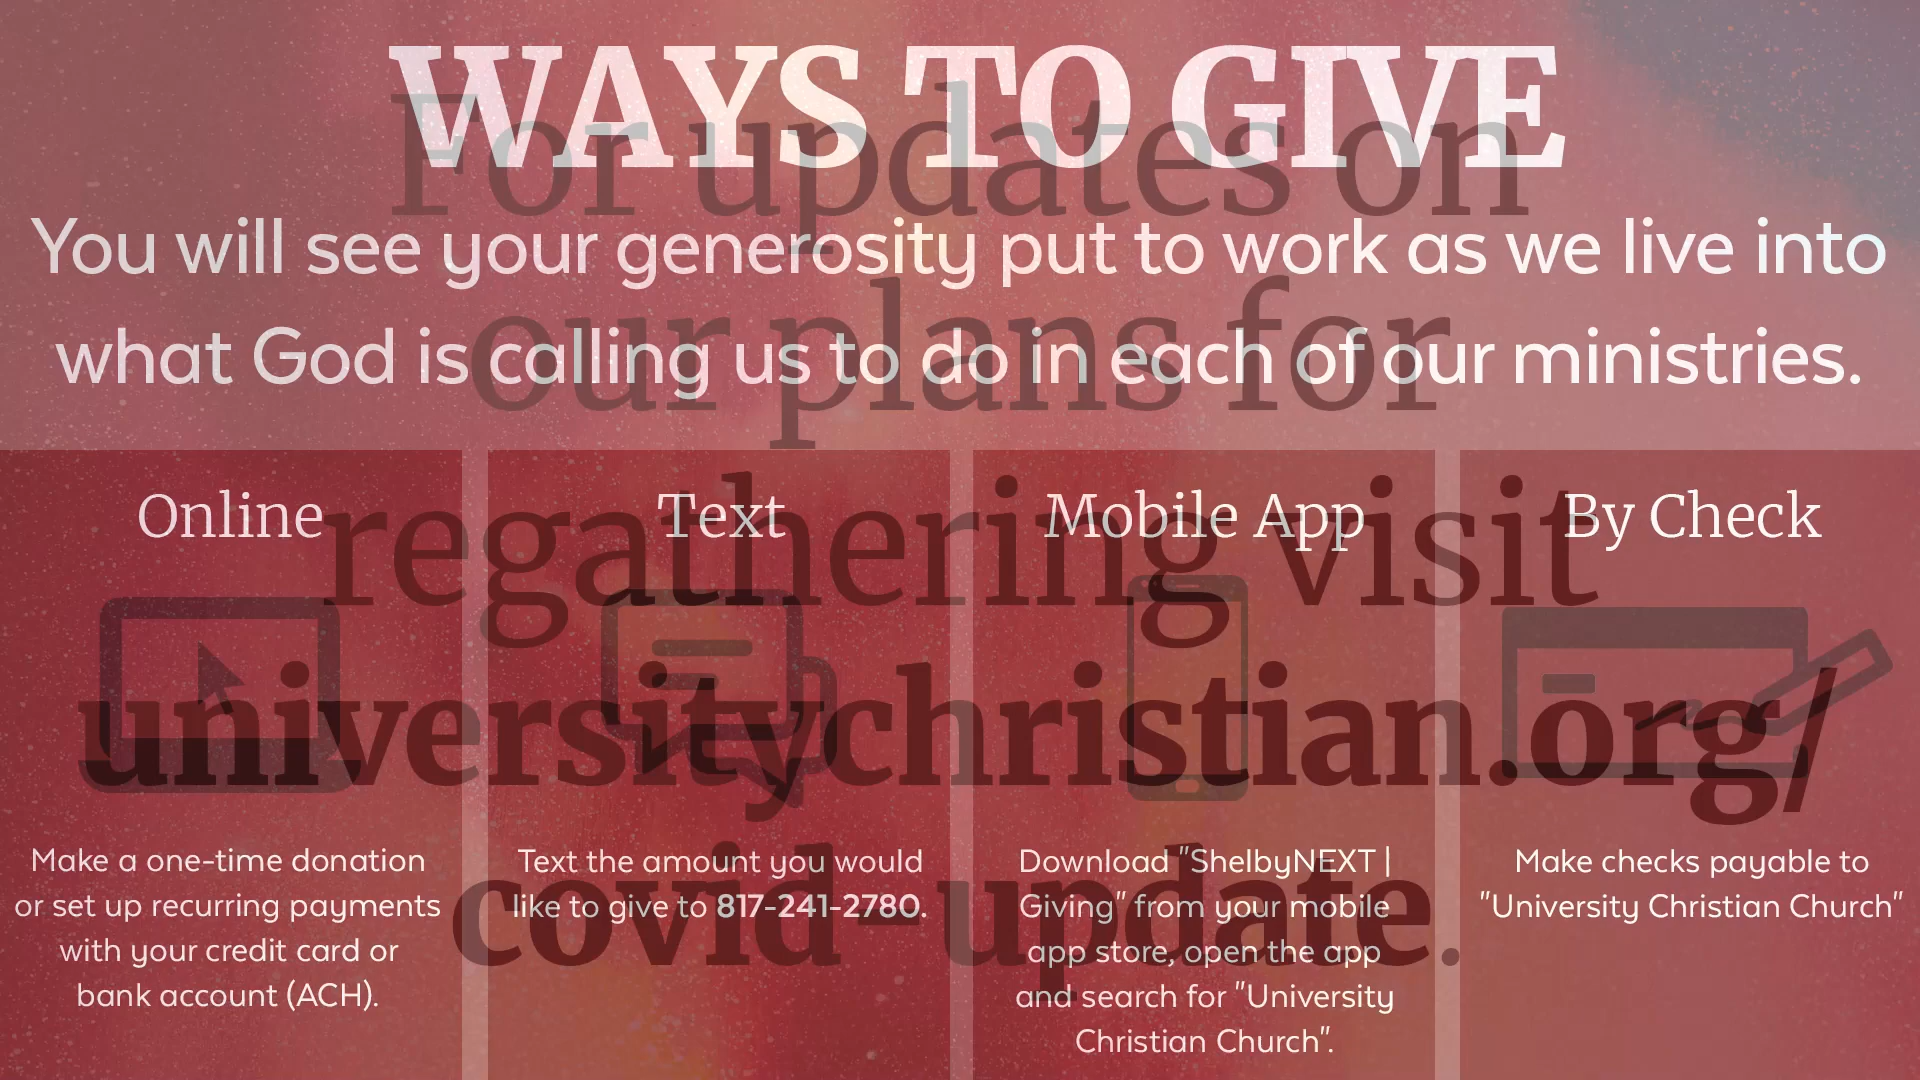 WAYS TO GIVE
You will see your generosity put to work as we live into
what God is calling us to do in each of our ministries.
Online
Make a one-time donation
or set up recurring payments
with your credit card or
bank account (ACH).
Text
Text the amount you would
like to give to 817-241-2780.
Mobile App
Download "ShelbyNEXT |
Giving" from your mobile
app store, open the app
and search for "University
Christian Church".
By Check
Make checks payable to
"University Christian Church"
For updates on
our plans for
regathering visit
universitychristian.org/
covid-update.